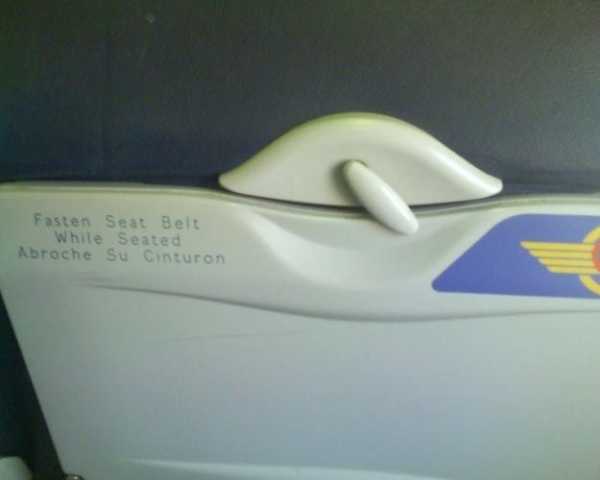 Fasten Seat Belt
While Seated
Abroche Su Cinturon